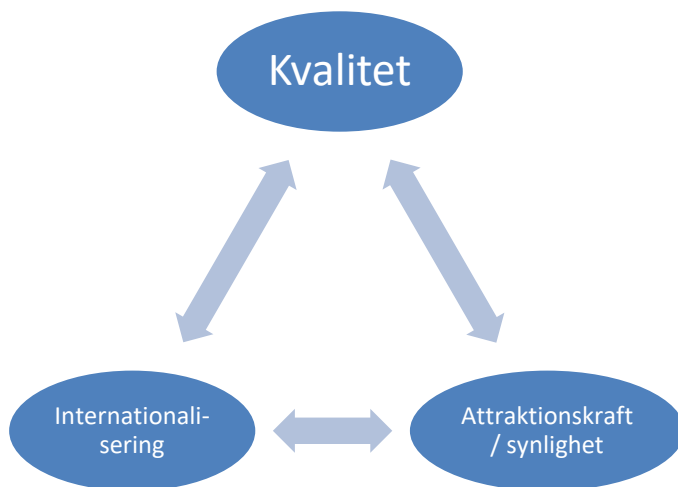 Kvalitet
Internationali-
sering
Attraktionskraft
/ synlighet